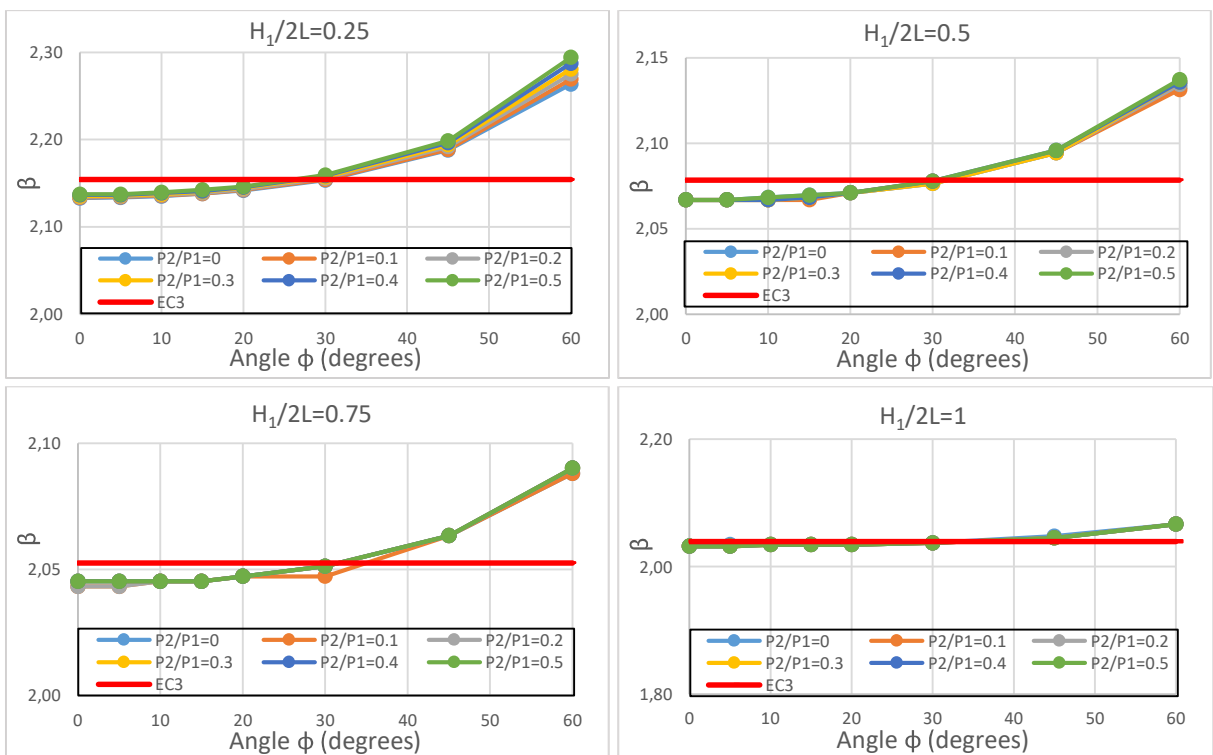 H₁/2L=0.25
2,30
2,20
2,10
2,00
β
P2/P1=0 P2/P1=0.1 P2/P1=0.2
P2/P1=0.3 P2/P1=0.4 P2/P1=0.5
EC3
0 10 20 30 40 50 60
Angle ϕ (degrees)
H₁/2L=0.5
2,15
2,10
2,05
2,00
β
P2/P1=0 P2/P1=0.1 P2/P1=0.2
P2/P1=0.3 P2/P1=0.4 P2/P1=0.5
EC3
0 10 20 30 40 50 60
Angle ϕ (degrees)
H₁/2L=0.75
2,10
2,05
2,00
β
P2/P1=0 P2/P1=0.1 P2/P1=0.2
P2/P1=0.3 P2/P1=0.4 P2/P1=0.5
EC3
0 10 20 30 40 50 60
Angle ϕ (degrees)
H₁/2L=1
2,20
2,00
1,80
β
P2/P1=0 P2/P1=0.1 P2/P1=0.2
P2/P1=0.3 P2/P1=0.4 P2/P1=0.5
EC3
0 10 20 30 40 50 60
Angle ϕ (degrees)